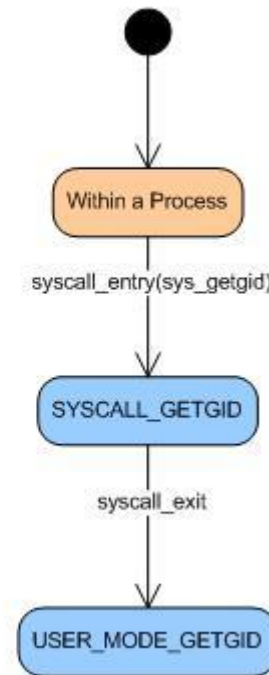 Within a Process
syscall_entry(sys_getgid)
SYSCALL_GETGID
syscall_exit
USER_MODE_GETGID